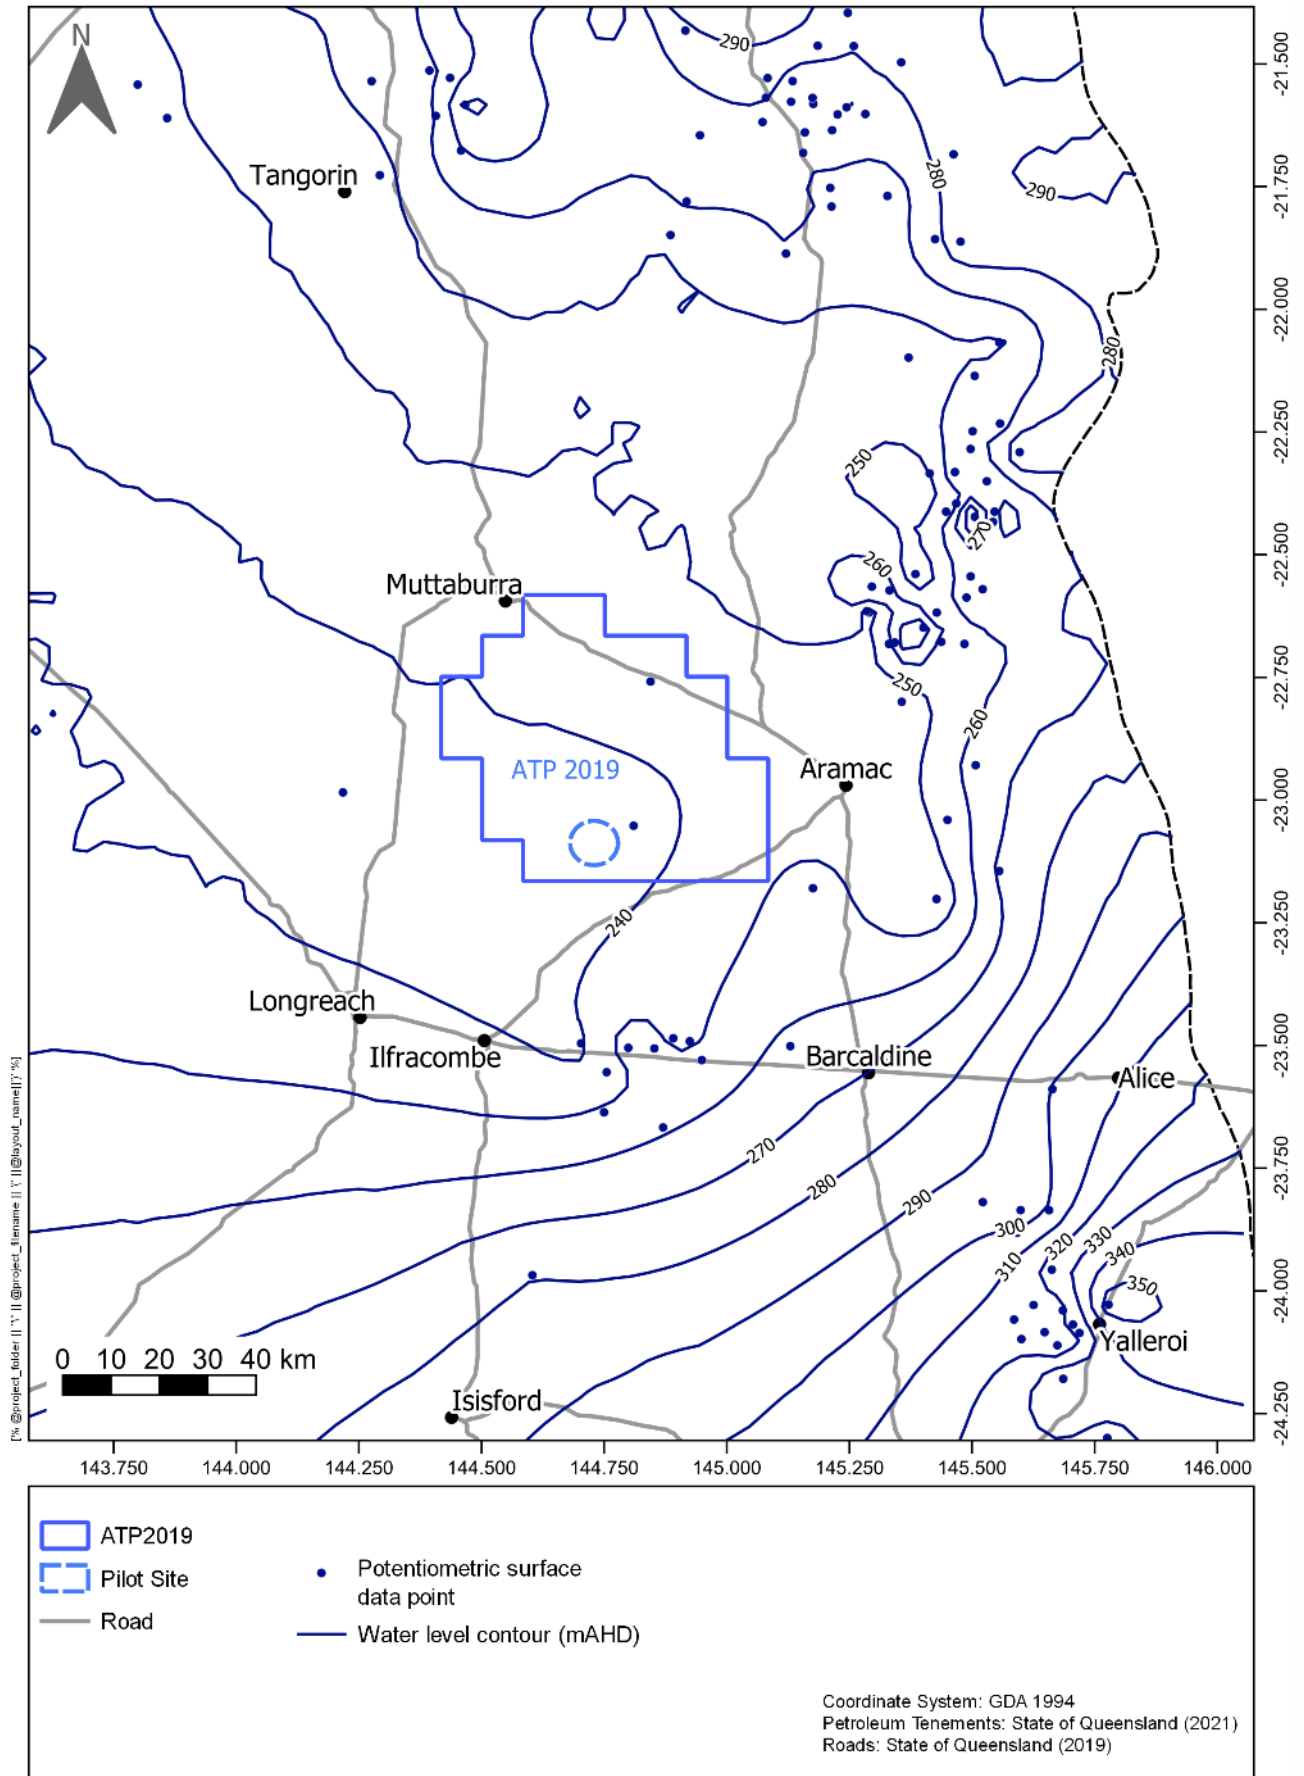 N
290
-21.500
Tangorin
280
290
-21.750
-22.000
280
-22.250
250
270
-22.500
260
Muttaburra
-22.750
250
260
ATP 2019
Aramac
-23.000
240
-23.250
Longreach
Ilfracombe
Barcaldine
-23.500
Alice
270
280
290
-23.750
300
310
320
330
340
350
-24.000
Yalleroi
0 10 20 30 40 km
Isisford
-24.250
[% @project_folder || '\' || @project_filename || '\' ||@layout_name||')' %]
143.750 144.000 144.250 144.500 144.750 145.000 145.250 145.500 145.750 146.000
ATP2019
Pilot Site
Road
Potentiometric surface
data point
Water level contour (mAHD)
Coordinate System: GDA 1994
Petroleum Tenements: State of Queensland (2021)
Roads: State of Queensland (2019)